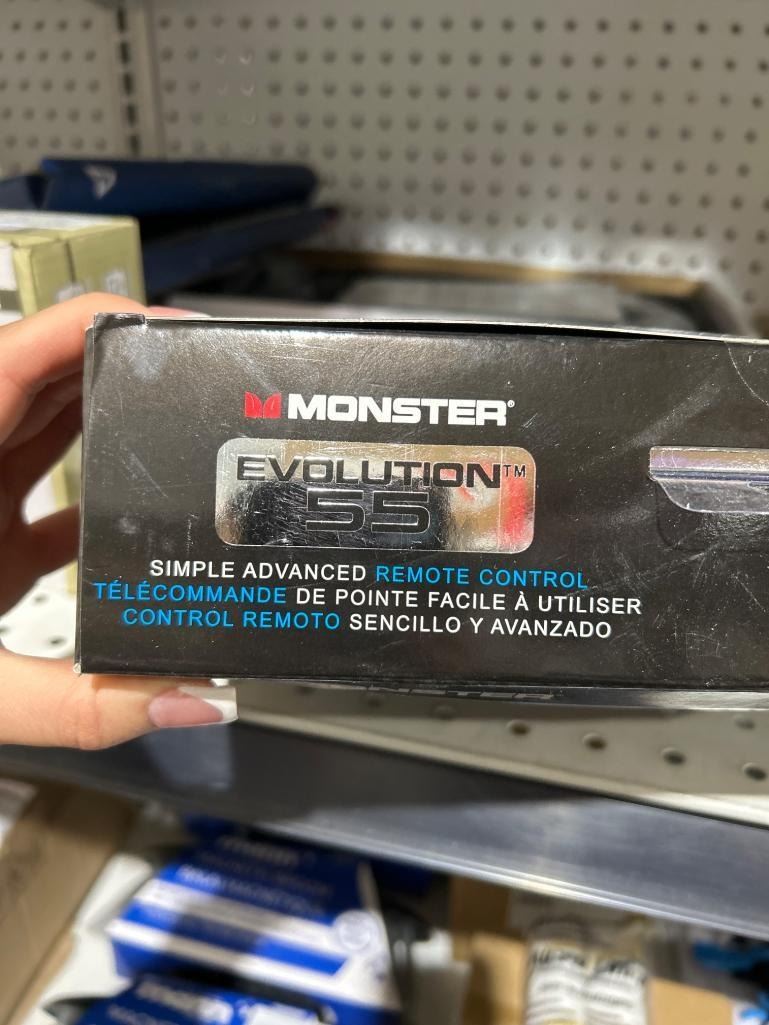 MONSTER®
EVOLUTION™
55
SIMPLE ADVANCED REMOTE CONTROL
TÉLÉCOMMANDE DE POINTE FACILE À UTILISER
CONTROL REMOTO SENCILLO Y AVANZADO